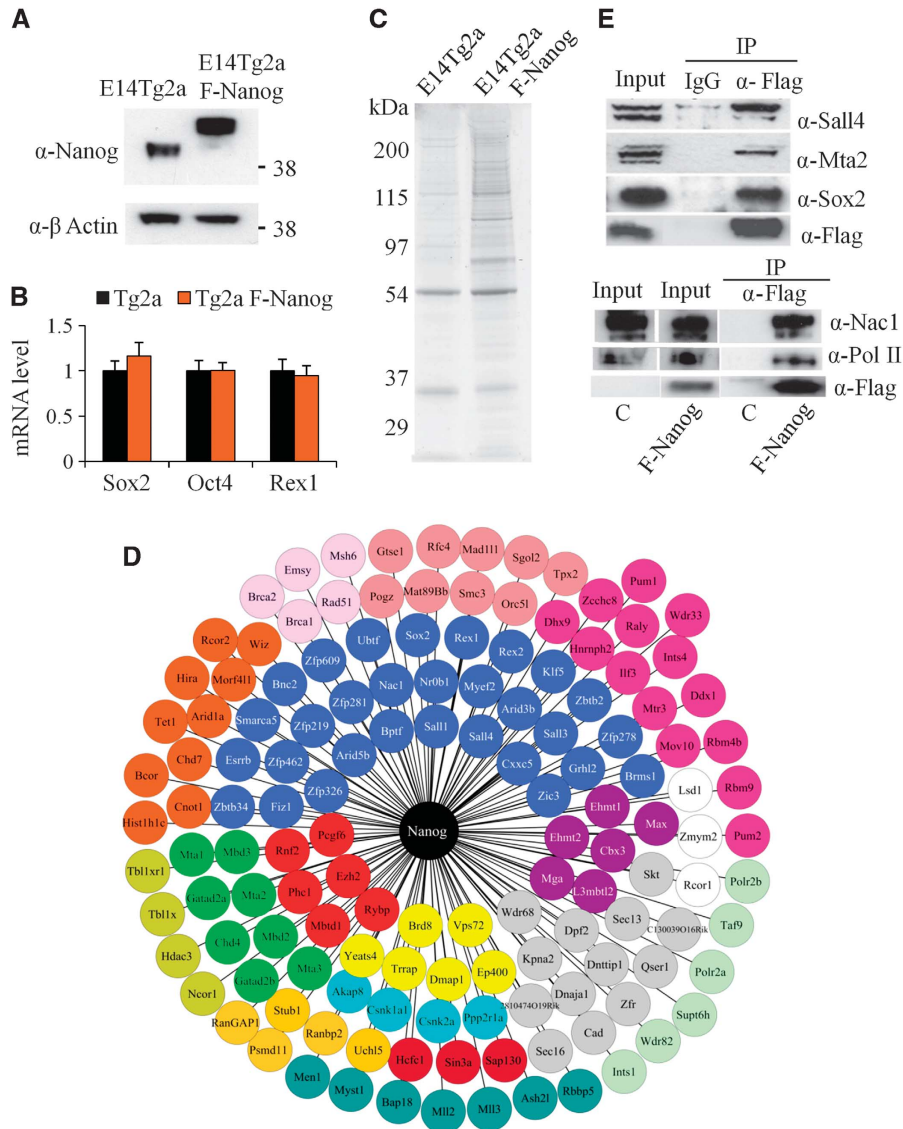 A
E14Tg2a
E14Tg2a
F-Nanog
α-Nanog
38
α-β Actin
38
B
Tg2a
Tg2a F-Nanog
mRNA level
1.5
1
0.5
0
Sox2
Oct4
Rex1
C
E14Tg2a
E14Tg2a
F-Nanog
kDa
200
115
97
54
37
29
E
IP
Input
IgG
α- Flag
α-Sall4
α-Mta2
α-Sox2
α-Flag
IP
Input
Input
α-Flag
α-Nac1
α-Pol II
α-Flag
C
F-Nanog
C
F-Nanog
D
Gtse1
Rfc4
Mad1l1
Sgol2
Tpx2
Msh6
Emsy
Brca2
Brca1
Rad51
Pogz
Mat89Bb
Smc3
Orc5l
Dhx9
Zcchc8
Pum1
Wdr33
Raly
Hnrnph2
Ilf3
Ints4
Mtr3
Ddx1
Mov10
Rbm4b
Rbm9
Pum2
Rcor2
Wiz
Hira
Morf4l1
Tet1
Arid1a
Bcor
Chd7
Hist1h1c
Cnot1
Zfp609
Ubtf
Sox2
Rex1
Rex2
Klf5
Zbtb2
Zfp278
Brms1
Bnc2
Zfp281
Nac1
Nr0b1
Myef2
Arid3b
Sall3
Grhl2
Smarca5
Zfp219
Arid5b
Bptf
Sall1
Sall4
Cxxc5
Zic3
Esrrb
Zfp462
Zfp326
Zbtb34
Fiz1
Nanog
Lsd1
Zmym2
Rcor1
Ehmt1
Max
Ehmt2
Cbx3
Mga
L3mbtl2
Skt
Polr2b
Taf9
Polr2a
Supt6h
Wdr82
Ints1
Tbl1xr1
Tbl1x
Hdac3
Ncor1
Mta1
Mbd3
Gatad2a
Mta2
Chd4
Mbd2
Gatad2b
Mta3
Rnf2
Pcgf6
Phc1
Ezh2
Mbtd1
Rybp
Brd8
Vps72
Yeats4
Trrap
Dmap1
Ep400
Akap8
Csnk1a1
Csnk2a
Ppp2r1a
Wdr68
Dpf2
Sec13
C130039O16Rik
Kpna2
Dnttip1
Qser1
Dnaja1
Zfr
2810474O19Rik
Cad
Sec16
RanGAP1
Stub1
Psmd11
Ranbp2
Uchl5
Hcfc1
Sin3a
Sap130
Men1
Myst1
Bap18
Mll2
Mll3
Ash2l
Rbbp5